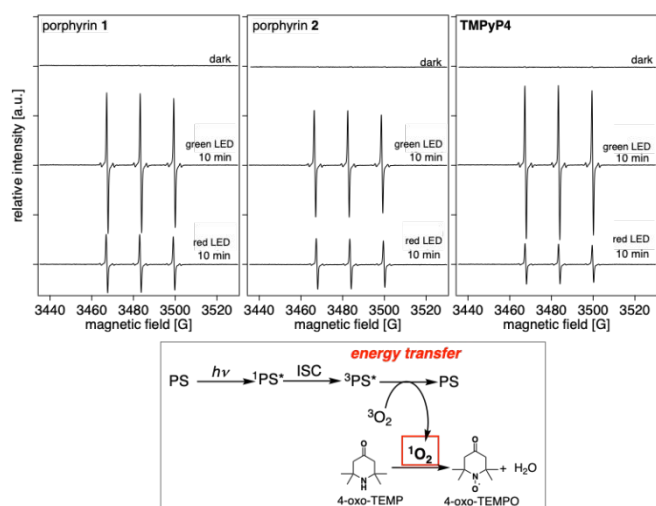 porphyrin 1
porphyrin 2
TMPyP4
dark
dark
dark
green LED
10 min
green LED
10 min
green LED
10 min
red LED
10 min
red LED
10 min
red LED
10 min
relative intensity [a.u.]
3440 3460 3480 3500 3520
3440 3460 3480 3500 3520
3440 3460 3480 3500 3520
magnetic field [G]
magnetic field [G]
magnetic field [G]
energy transfer
PS hν ¹PS* ISC ³PS* PS
³O₂
¹O₂
O
O
N
H
N
O·
+ H₂O
4-oxo-TEMP
4-oxo-TEMPO